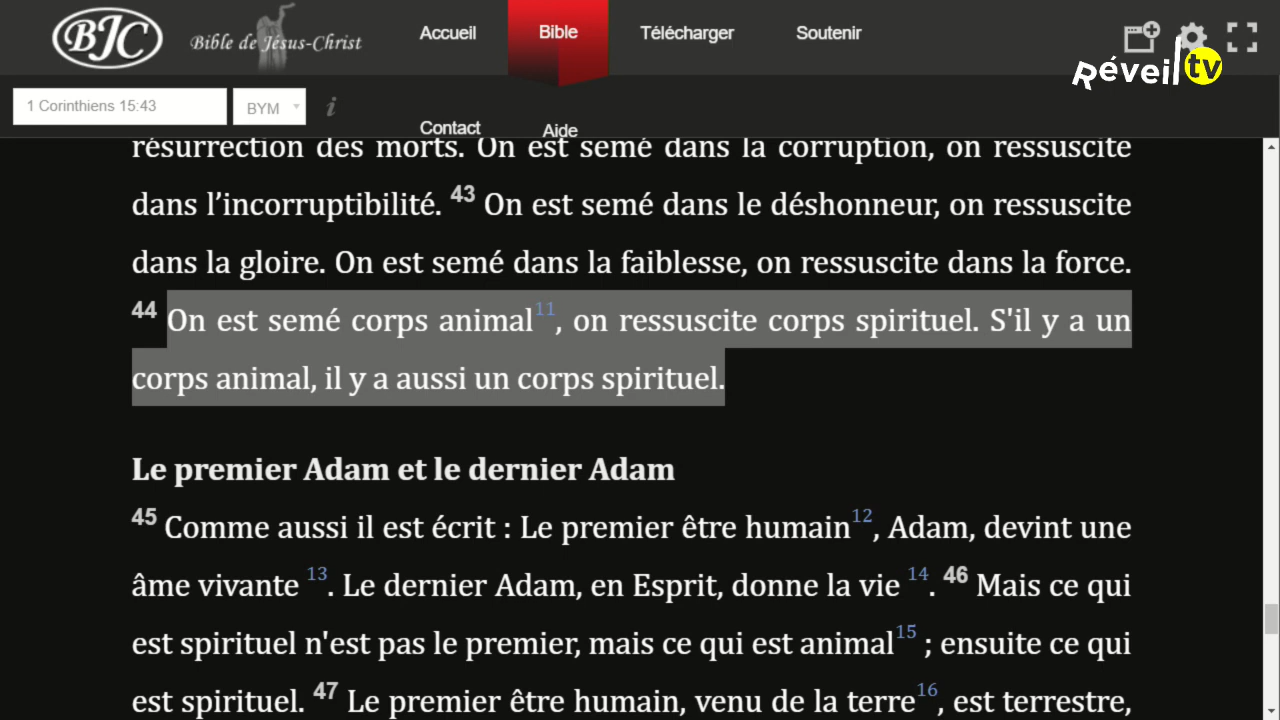 BJC
Bible de Jésus-Christ
Accueil
Bible
Télécharger
Soutenir
Réveil tv
1 Corinthiens 15:43
BYM
i
Contact
Aide
résurrection des morts. On est semé dans la corruption, on ressuscite
dans l’incorruptibilité. 43 On est semé dans le déshonneur, on ressuscite
dans la gloire. On est semé dans la faiblesse, on ressuscite dans la force.
44 On est semé corps animal11, on ressuscite corps spirituel. S'il y a un
corps animal, il y a aussi un corps spirituel.
Le premier Adam et le dernier Adam
45 Comme aussi il est écrit : Le premier être humain12, Adam, devint une
âme vivante 13. Le dernier Adam, en Esprit, donne la vie 14. 46 Mais ce qui
est spirituel n'est pas le premier, mais ce qui est animal15 ; ensuite ce qui
est spirituel. 47 Le premier être humain, venu de la terre16, est terrestre,